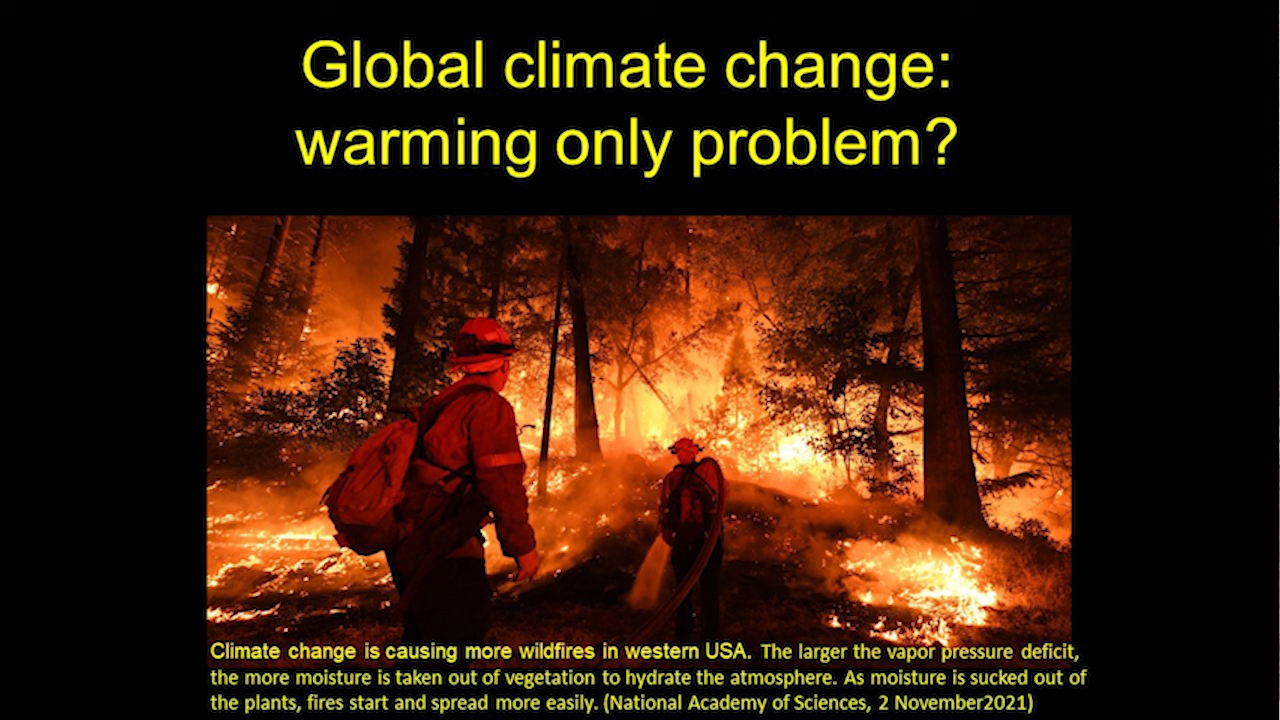 Global climate change:
warming only problem?
Climate change is causing more wildfires in western USA. The larger the vapor pressure deficit,
the more moisture is taken out of vegetation to hydrate the atmosphere. As moisture is sucked out of
the plants, fires start and spread more easily. (National Academy of Sciences, 2 November2021)